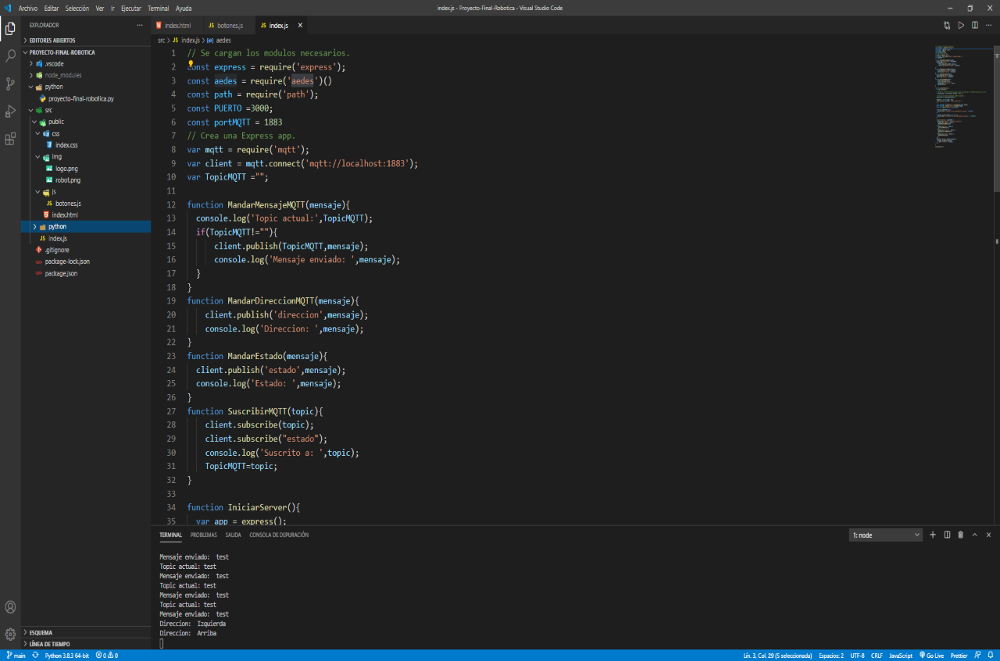 Archivo Editar Selección Ver Ir Ejecutar Terminal Ayuda
index.js - Proyecto-Final-Robotica - Visual Studio Code
EXPLORADOR
EDITORES ABIERTOS
PROYECTO-FINAL-ROBOTICA
.vscode
node_modules
python
proyecto-final-robotica.py
src
public
css
index.css
img
logo.png
robot.png
js
botones.js
index.html
python
index.js
.gitignore
package-lock.json
package.json
ESQUEMA
LÍNEA DE TIEMPO
index.html
JS botones.js
JS index.js
src > JS index.js > aedes
1 // Se cargan los modulos necesarios.
2 const express = require('express');
3 const aedes = require('aedes')()
4 const path = require('path');
5 const PUERTO =3000;
6 const portMQTT = 1883
7 // Crea una Express app.
8 var mqtt = require('mqtt');
9 var client = mqtt.connect('mqtt://localhost:1883');
10 var TopicMQTT ="";
11
12 function MandarMensajeMQTT(mensaje){
13 console.log('Topic actual:',TopicMQTT);
14 if(TopicMQTT!=""){
15 client.publish(TopicMQTT,mensaje);
16 console.log('Mensaje enviado: ',mensaje);
17 }
18 }
19 function MandarDireccionMQTT(mensaje){
20 client.publish('direccion',mensaje);
21 console.log('Direccion: ',mensaje);
22 }
23 function MandarEstado(mensaje){
24 client.publish('estado',mensaje);
25 console.log('Estado: ',mensaje);
26 }
27 function SuscribirMQTT(topic){
28 client.subscribe(topic);
29 client.subscribe("estado");
30 console.log('Suscrito a: ',topic);
31 TopicMQTT=topic;
32 }
33
34 function IniciarServer(){
35 var app = express();
TERMINAL PROBLEMAS SALIDA CONSOLA DE DEPURACIÓN
1: node
Mensaje enviado: test
Topic actual: test
Mensaje enviado: test
Topic actual: test
Mensaje enviado: test
Topic actual: test
Mensaje enviado: test
Direccion: Izquierda
Direccion: Arriba
main Python 3.8.3 64-bit 0 0
Lín. 3, Col. 29 (5 seleccionada) Espacios: 2 UTF-8 CRLF JavaScript Go Live Prettier